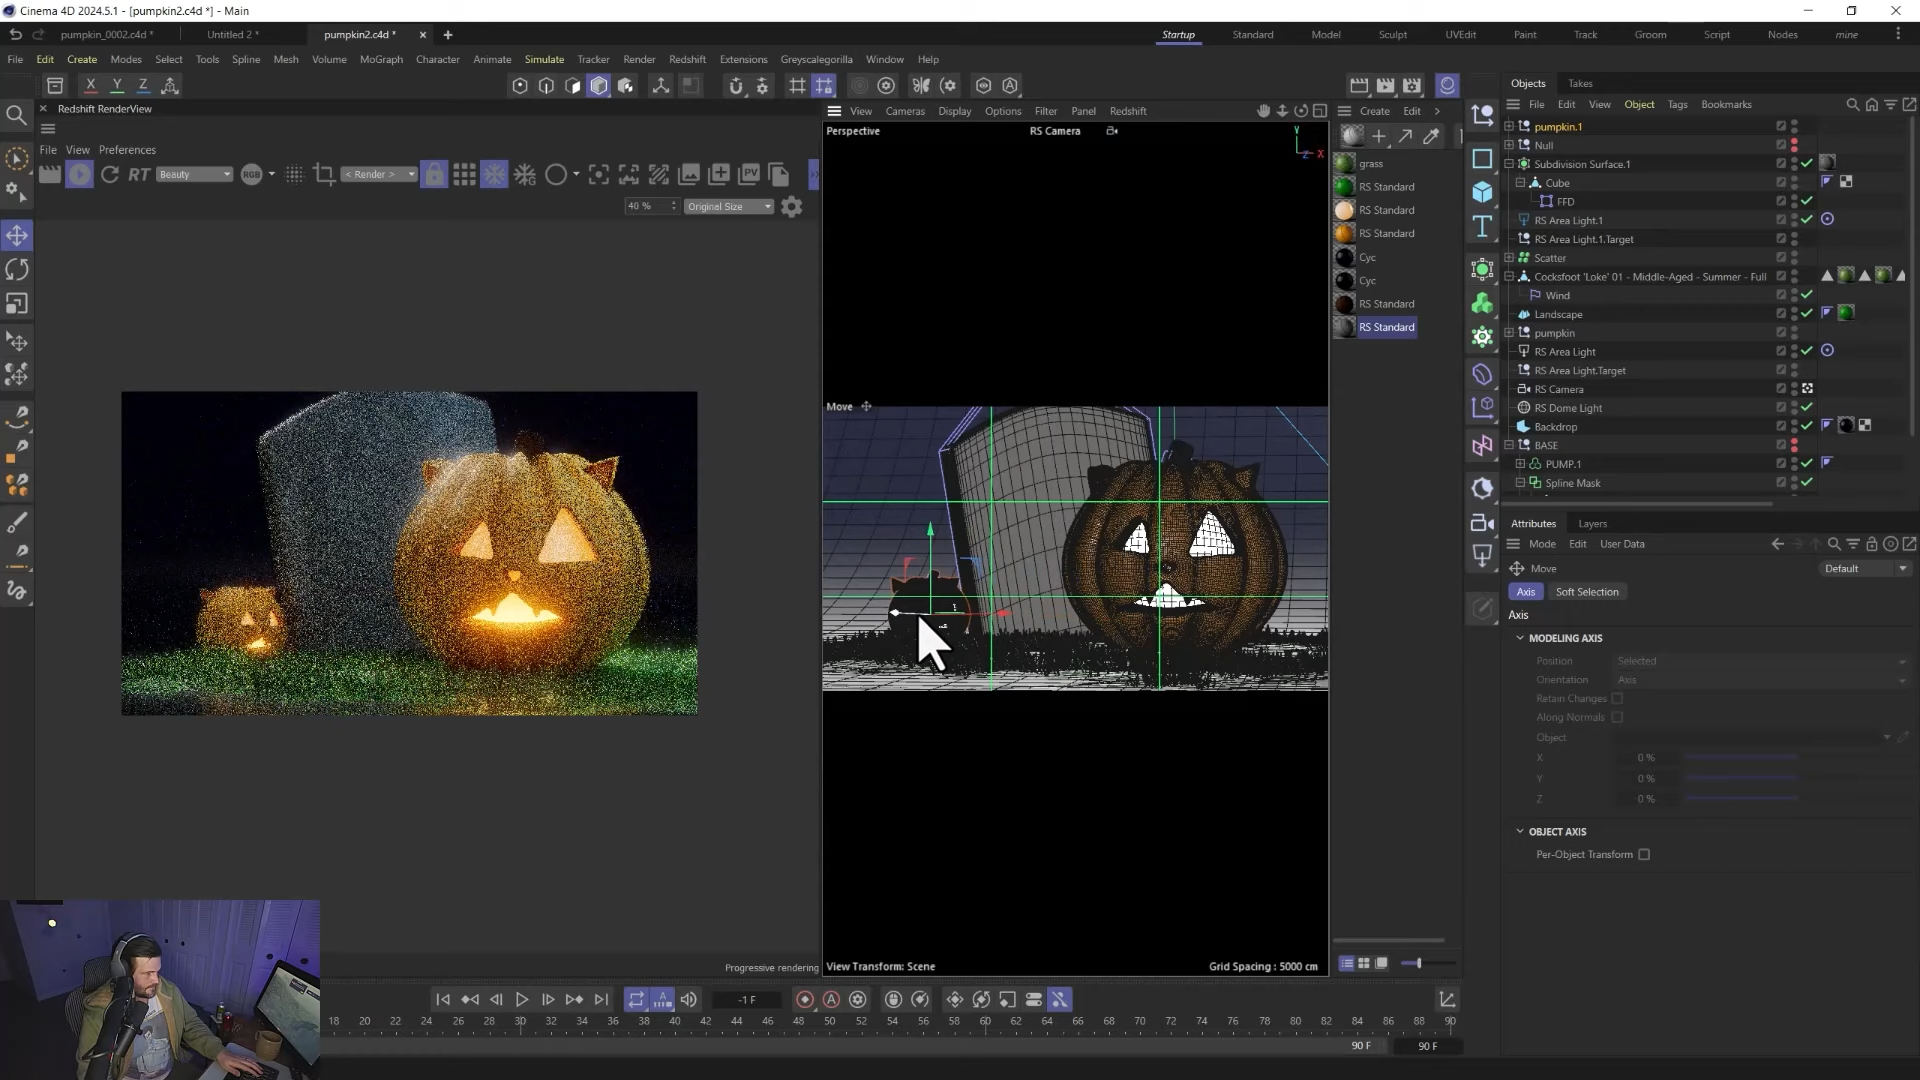 Cinema 4D 2024.5.1 - [pumpkin2.c4d *] - Main
pumpkin_0002.c4d *
Untitled 2 *
pumpkin2.c4d *
Startup
Standard
Model
Sculpt
UVEdit
Paint
Track
Groom
Script
Nodes
mine
File Edit Create Modes Select Tools Spline Mesh Volume MoGraph Character Animate Simulate Tracker Render Redshift Extensions Greyscalegorilla Window Help
X Y Z
Redshift RenderView
File View Preferences
RT
Beauty
RGB
< Render >
PV
40 %
Original Size
Progressive rendering
View Cameras Display Options Filter Panel Redshift
Perspective
RS Camera
Y
Z X
Move
View Transform: Scene
Grid Spacing : 5000 cm
Create Edit
grass
RS Standard
RS Standard
RS Standard
Cyc
Cyc
RS Standard
RS Standard
Objects Takes
File Edit View Object Tags Bookmarks
pumpkin.1
Null
Subdivision Surface.1
Cube
FFD
RS Area Light.1
RS Area Light.1.Target
Scatter
Cocksfoot 'Loke' 01 - Middle-Aged - Summer - Full
Wind
Landscape
pumpkin
RS Area Light
RS Area Light.Target
RS Camera
RS Dome Light
Backdrop
BASE
PUMP.1
Spline Mask
Attributes Layers
Mode Edit User Data
Move
Default
Axis Soft Selection
Axis
MODELING AXIS
Position Selected
Orientation Axis
Retain Changes
Along Normals
Object
X 0 %
Y 0 %
Z 0 %
OBJECT AXIS
Per-Object Transform
-1 F
18 20 22 24 26 28 30 32 34 36 38 40 42 44 46 48 50 52 54 56 58 60 62 64 66 68 70 72 74 76 78 80 82 84 86 88 90
90 F
90 F